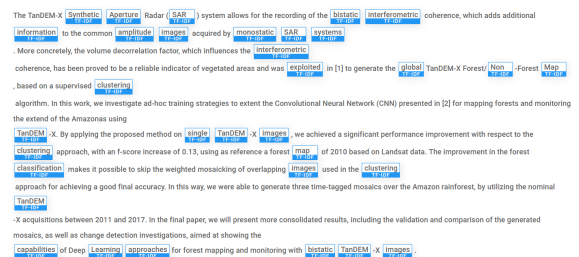 The TanDEM-X Synthetic Aperture Radar ( SAR ) system allows for the recording of the bistatic interferometric coherence, which adds additional
TF-IDF TF-IDF TF-IDF TF-IDF TF-IDF
information to the common amplitude images acquired by monostatic SAR systems
TF-IDF TF-IDF TF-IDF TF-IDF TF-IDF TF-IDF
. More concretely, the volume decorrelation factor, which influences the interferometric
TF-IDF
coherence, has been proved to be a reliable indicator of vegetated areas and was exploited in [1] to generate the global TanDEM-X Forest/ Non -Forest Map
TF-IDF TF-IDF TF-IDF TF-IDF
, based on a supervised clustering
TF-IDF
algorithm. In this work, we investigate ad-hoc training strategies to extent the Convolutional Neural Network (CNN) presented in [2] for mapping forests and monitoring
the extend of the Amazonas using
TanDEM -X. By applying the proposed method on single TanDEM -X images , we achieved a significant performance improvement with respect to the
TF-IDF TF-IDF TF-IDF TF-IDF
clustering approach, with an f-score increase of 0.13, using as reference a forest map of 2010 based on Landsat data. The improvement in the forest
TF-IDF TF-IDF
classification makes it possible to skip the weighted mosaicking of overlapping images used in the clustering
TF-IDF TF-IDF TF-IDF
approach for achieving a good final accuracy. In this way, we were able to generate three time-tagged mosaics over the Amazon rainforest, by utilizing the nominal
TanDEM
TF-IDF
-X acquisitions between 2011 and 2017. In the final paper, we will present more consolidated results, including the validation and comparison of the generated
mosaics, as well as change detection investigations, aimed at showing the
capabilities of Deep Learning approaches for forest mapping and monitoring with bistatic TanDEM -X images .
TF-IDF TF-IDF TF-IDF TF-IDF TF-IDF TF-IDF